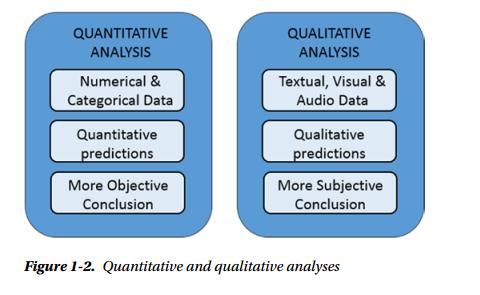 QUANTITATIVE
ANALYSIS
Numerical &
Categorical Data
Quantitative
predictions
More Objective
Conclusion
QUALITATIVE
ANALYSIS
Textual, Visual &
Audio Data
Qualitative
predictions
More Subjective
Conclusion
Figure 1-2. Quantitative and qualitative analyses